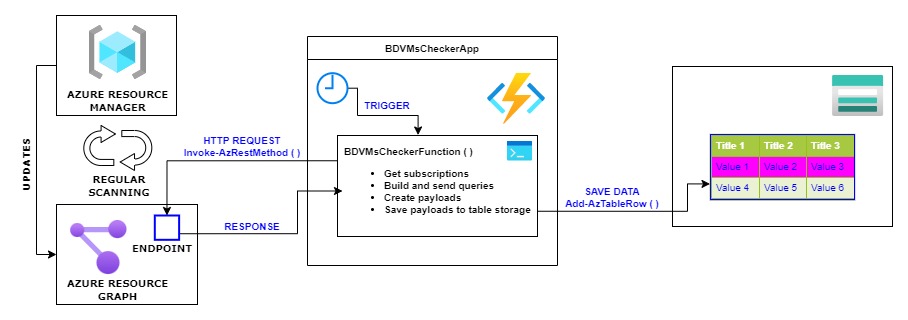 AZURE RESOURCE
MANAGER
UPDATES
REGULAR
SCANNING
HTTP REQUEST
Invoke-AzRestMethod ( )
ENDPOINT
RESPONSE
AZURE RESOURCE
GRAPH
BDVMsCheckerApp
TRIGGER
BDVMsCheckerFunction ( )
• Get subscriptions
• Build and send queries
• Create payloads
• Save payloads to table storage
SAVE DATA
Add-AzTableRow ( )
Title 1 Title 2 Title 3
Value 1 Value 2 Value 3
Value 4 Value 5 Value 6